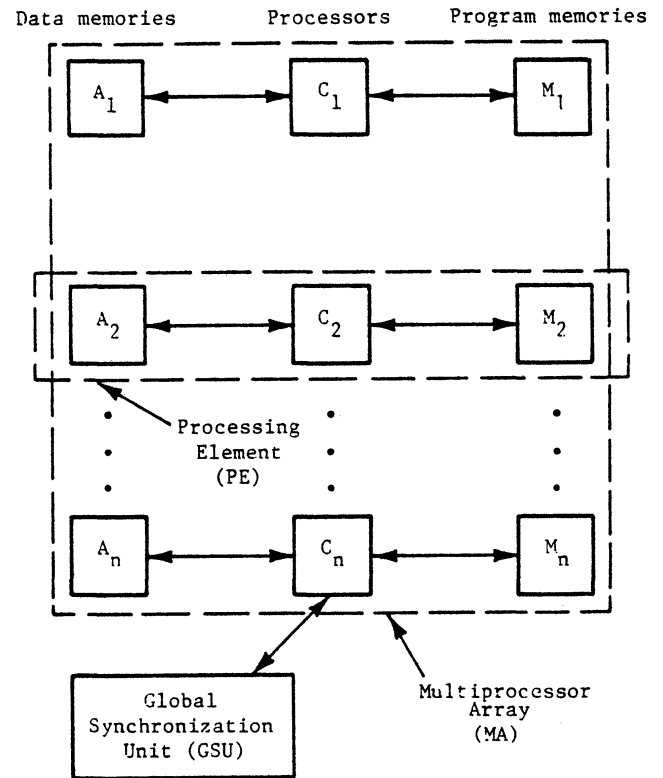 Data memories Processors Program memories
A1 C1 M1
A2 C2 M2
Processing
Element
(PE)
An Cn Mn
Global
Synchronization
Unit (GSU)
Multiprocessor
Array
(MA)